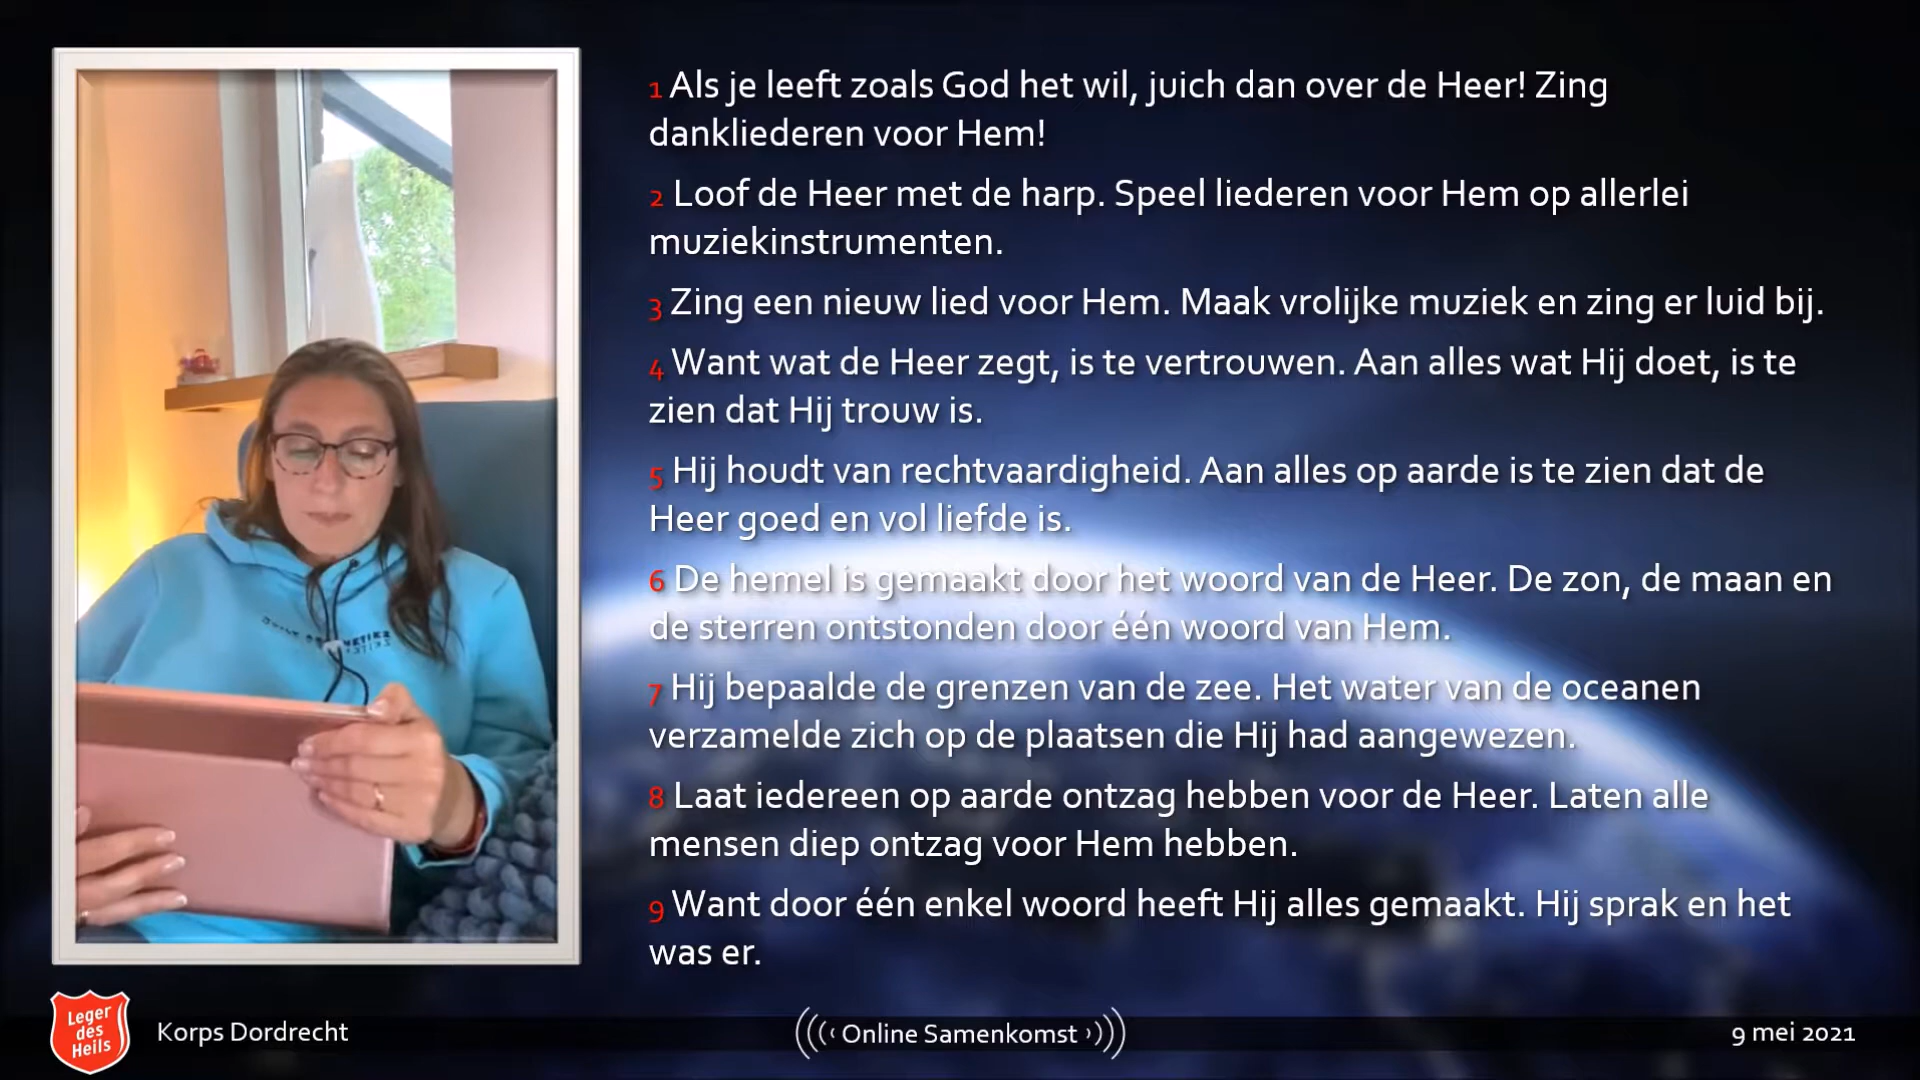 1 Als je leeft zoals God het wil, juich dan over de Heer! Zing
dankliederen voor Hem!
2 Loof de Heer met de harp. Speel liederen voor Hem op allerlei
muziekinstrumenten.
3 Zing een nieuw lied voor Hem. Maak vrolijke muziek en zing er luid bij.
4 Want wat de Heer zegt, is te vertrouwen. Aan alles wat Hij doet, is te
zien dat Hij trouw is.
5 Hij houdt van rechtvaardigheid. Aan alles op aarde is te zien dat de
Heer goed en vol liefde is.
6 De hemel is gemaakt door het woord van de Heer. De zon, de maan en
de sterren ontstonden door één woord van Hem.
7 Hij bepaalde de grenzen van de zee. Het water van de oceanen
verzamelde zich op de plaatsen die Hij had aangewezen.
8 Laat iedereen op aarde ontzag hebben voor de Heer. Laten alle
mensen diep ontzag voor Hem hebben.
9 Want door één enkel woord heeft Hij alles gemaakt. Hij sprak en het
was er.
Leger
des
Heils
Korps Dordrecht
Online Samenkomst
9 mei 2021